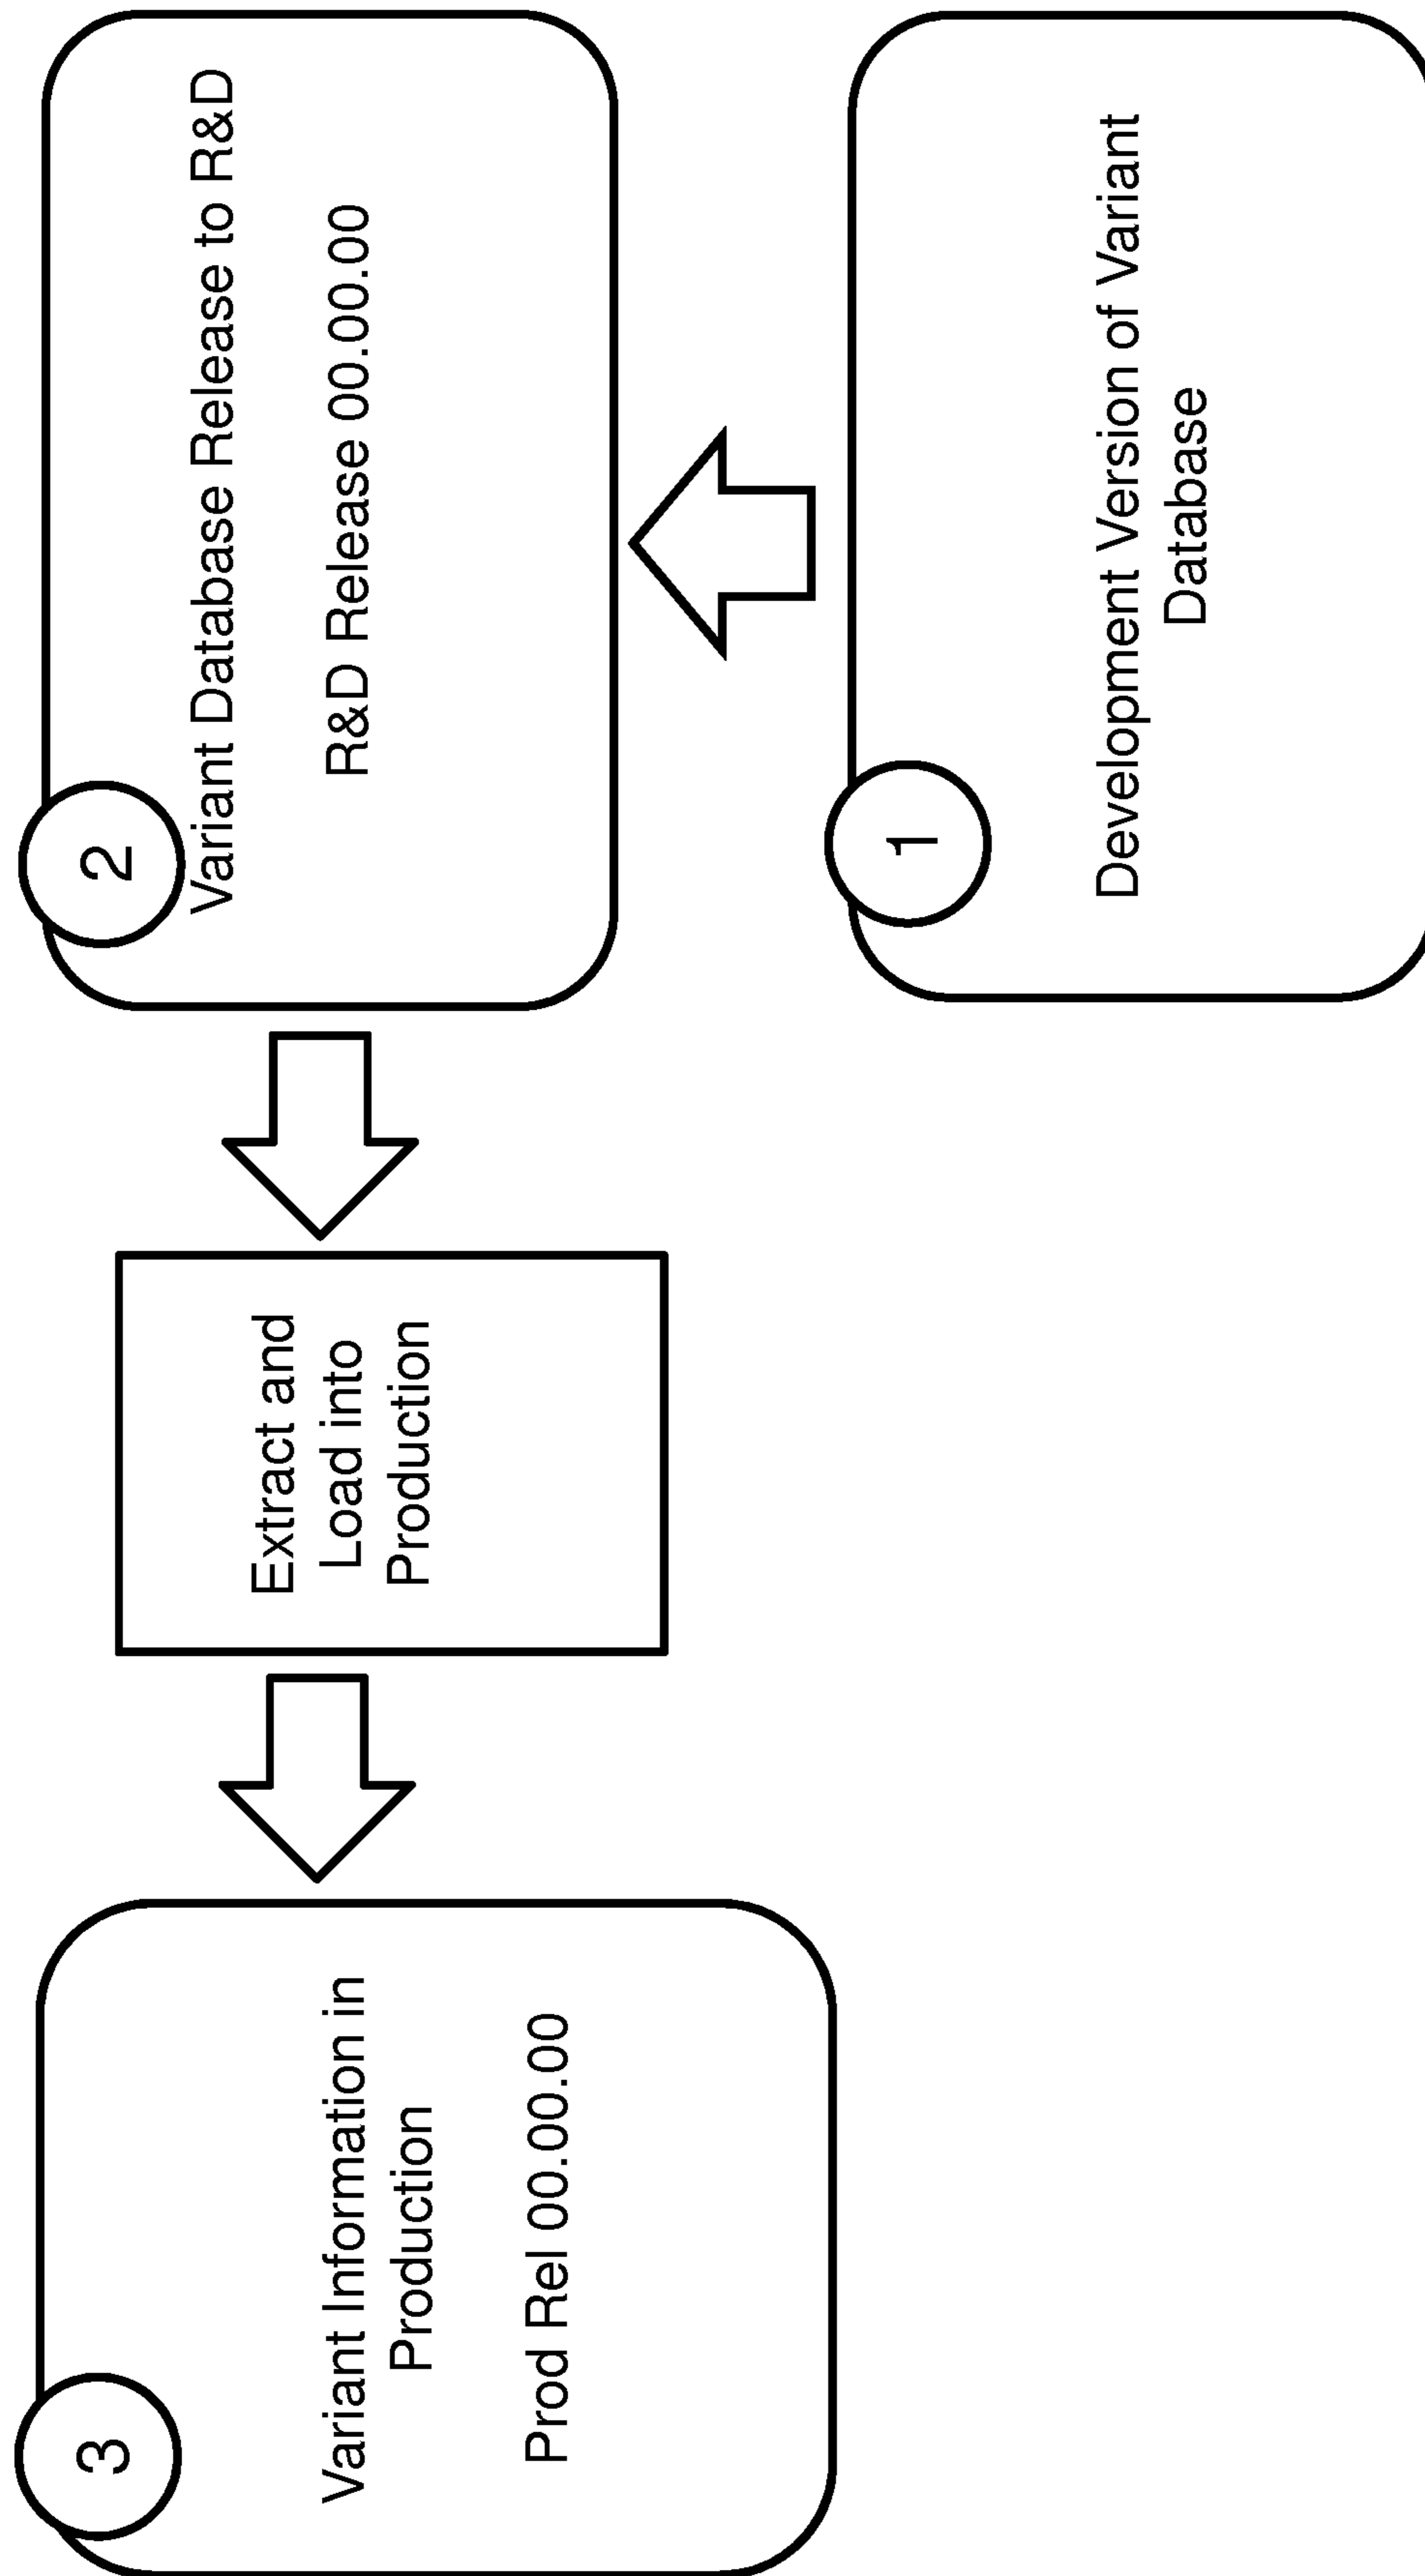 3
Variant Information in
Production
Prod Rel 00.00.00
Extract and
Load into
Production
2
Variant Database Release to R&D
R&D Release 00.00.00
1
Development Version of Variant
Database